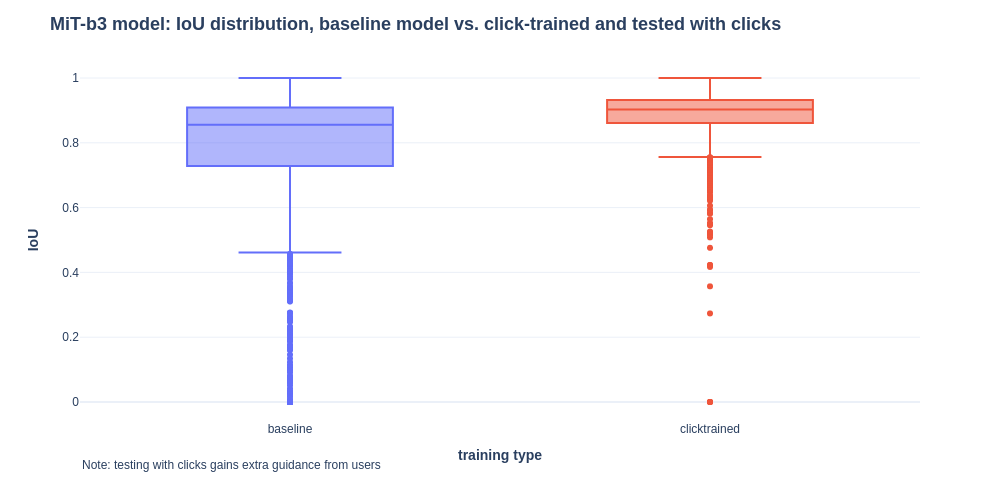 MiT-b3 model: IoU distribution, baseline model vs. click-trained and tested with clicks
1
0.8
0.6
0.4
0.2
0
IoU
baseline
clicktrained
training type
Note: testing with clicks gains extra guidance from users